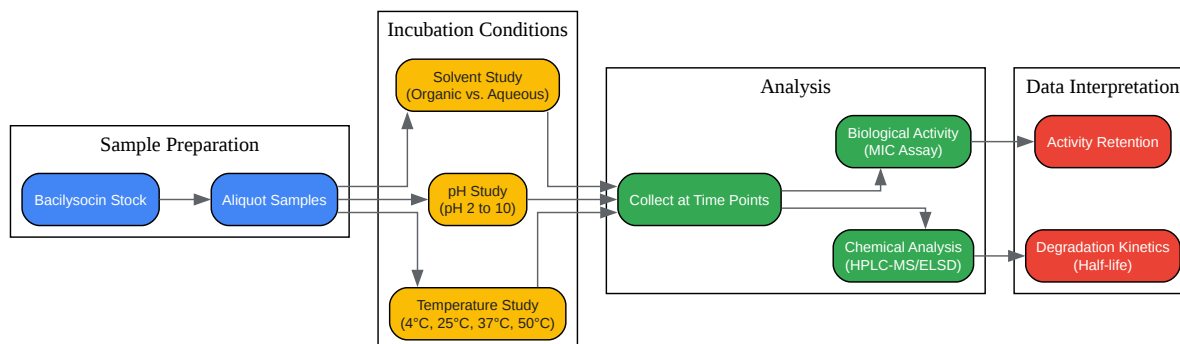 Sample Preparation
Bacilysocin Stock
Aliquot Samples
Incubation Conditions
Solvent Study
(Organic vs. Aqueous)
pH Study
(pH 2 to 10)
Temperature Study
(4°C, 25°C, 37°C, 50°C)
Analysis
Collect at Time Points
Biological Activity
(MIC Assay)
Chemical Analysis
(HPLC-MS/ELSD)
Data Interpretation
Activity Retention
Degradation Kinetics
(Half-life)